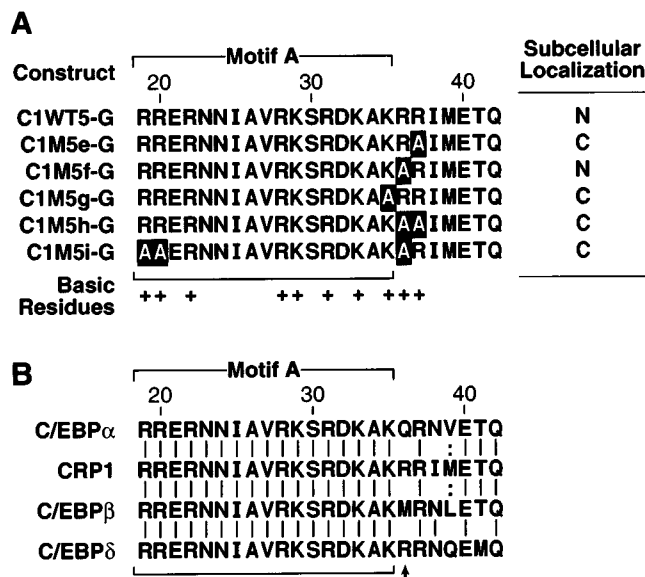 A
Motif A
Subcellular
Localization
Construct
20 30 40
C1WT5-G RRERNNIAVRKSRDKAKRRIMETQ N
C1M5e-G RRERNNIAVRKSRDKAKRAIMETQ C
C1M5f-G RRERNNIAVRKSRDKAKARIMETQ N
C1M5g-G RRERNNIAVRKSRDKAARRIMETQ C
C1M5h-G RRERNNIAVRKSRDKAKAAIMETQ C
C1M5i-G AAERNNIAVRKSRDKAKARIMETQ C
Basic
Residues
++ + ++ + + +++
B
Motif A
20 30 40
C/EBPα RRERNNIAVRKSRDKAKQRNVETQ
CRP1 RRERNNIAVRKSRDKAKRRIMETQ
C/EBPβ RRERNNIAVRKSRDKAKMRNLETQ
C/EBPδ RRERNNIAVRKSRDKAKRRNQEMQ